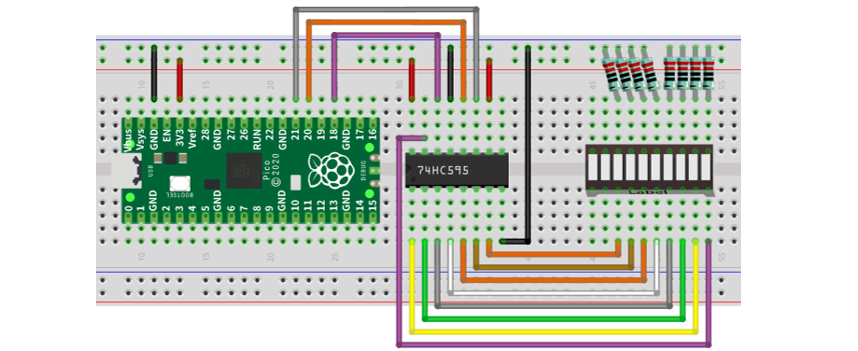 10
15
20
30
45
55
Vbus
Vsys
GND
EN
3V3
Vref
28
GND
27
26
RUN
22
GND
21
20
19
18
GND
17
16
USB
BOOTSEL
Pico
©2020
DEBUG
74HC595
0
1
GND
2
3
4
5
GND
6
7
8
9
GND
10
11
12
13
GND
14
15
10
15
20
25
55